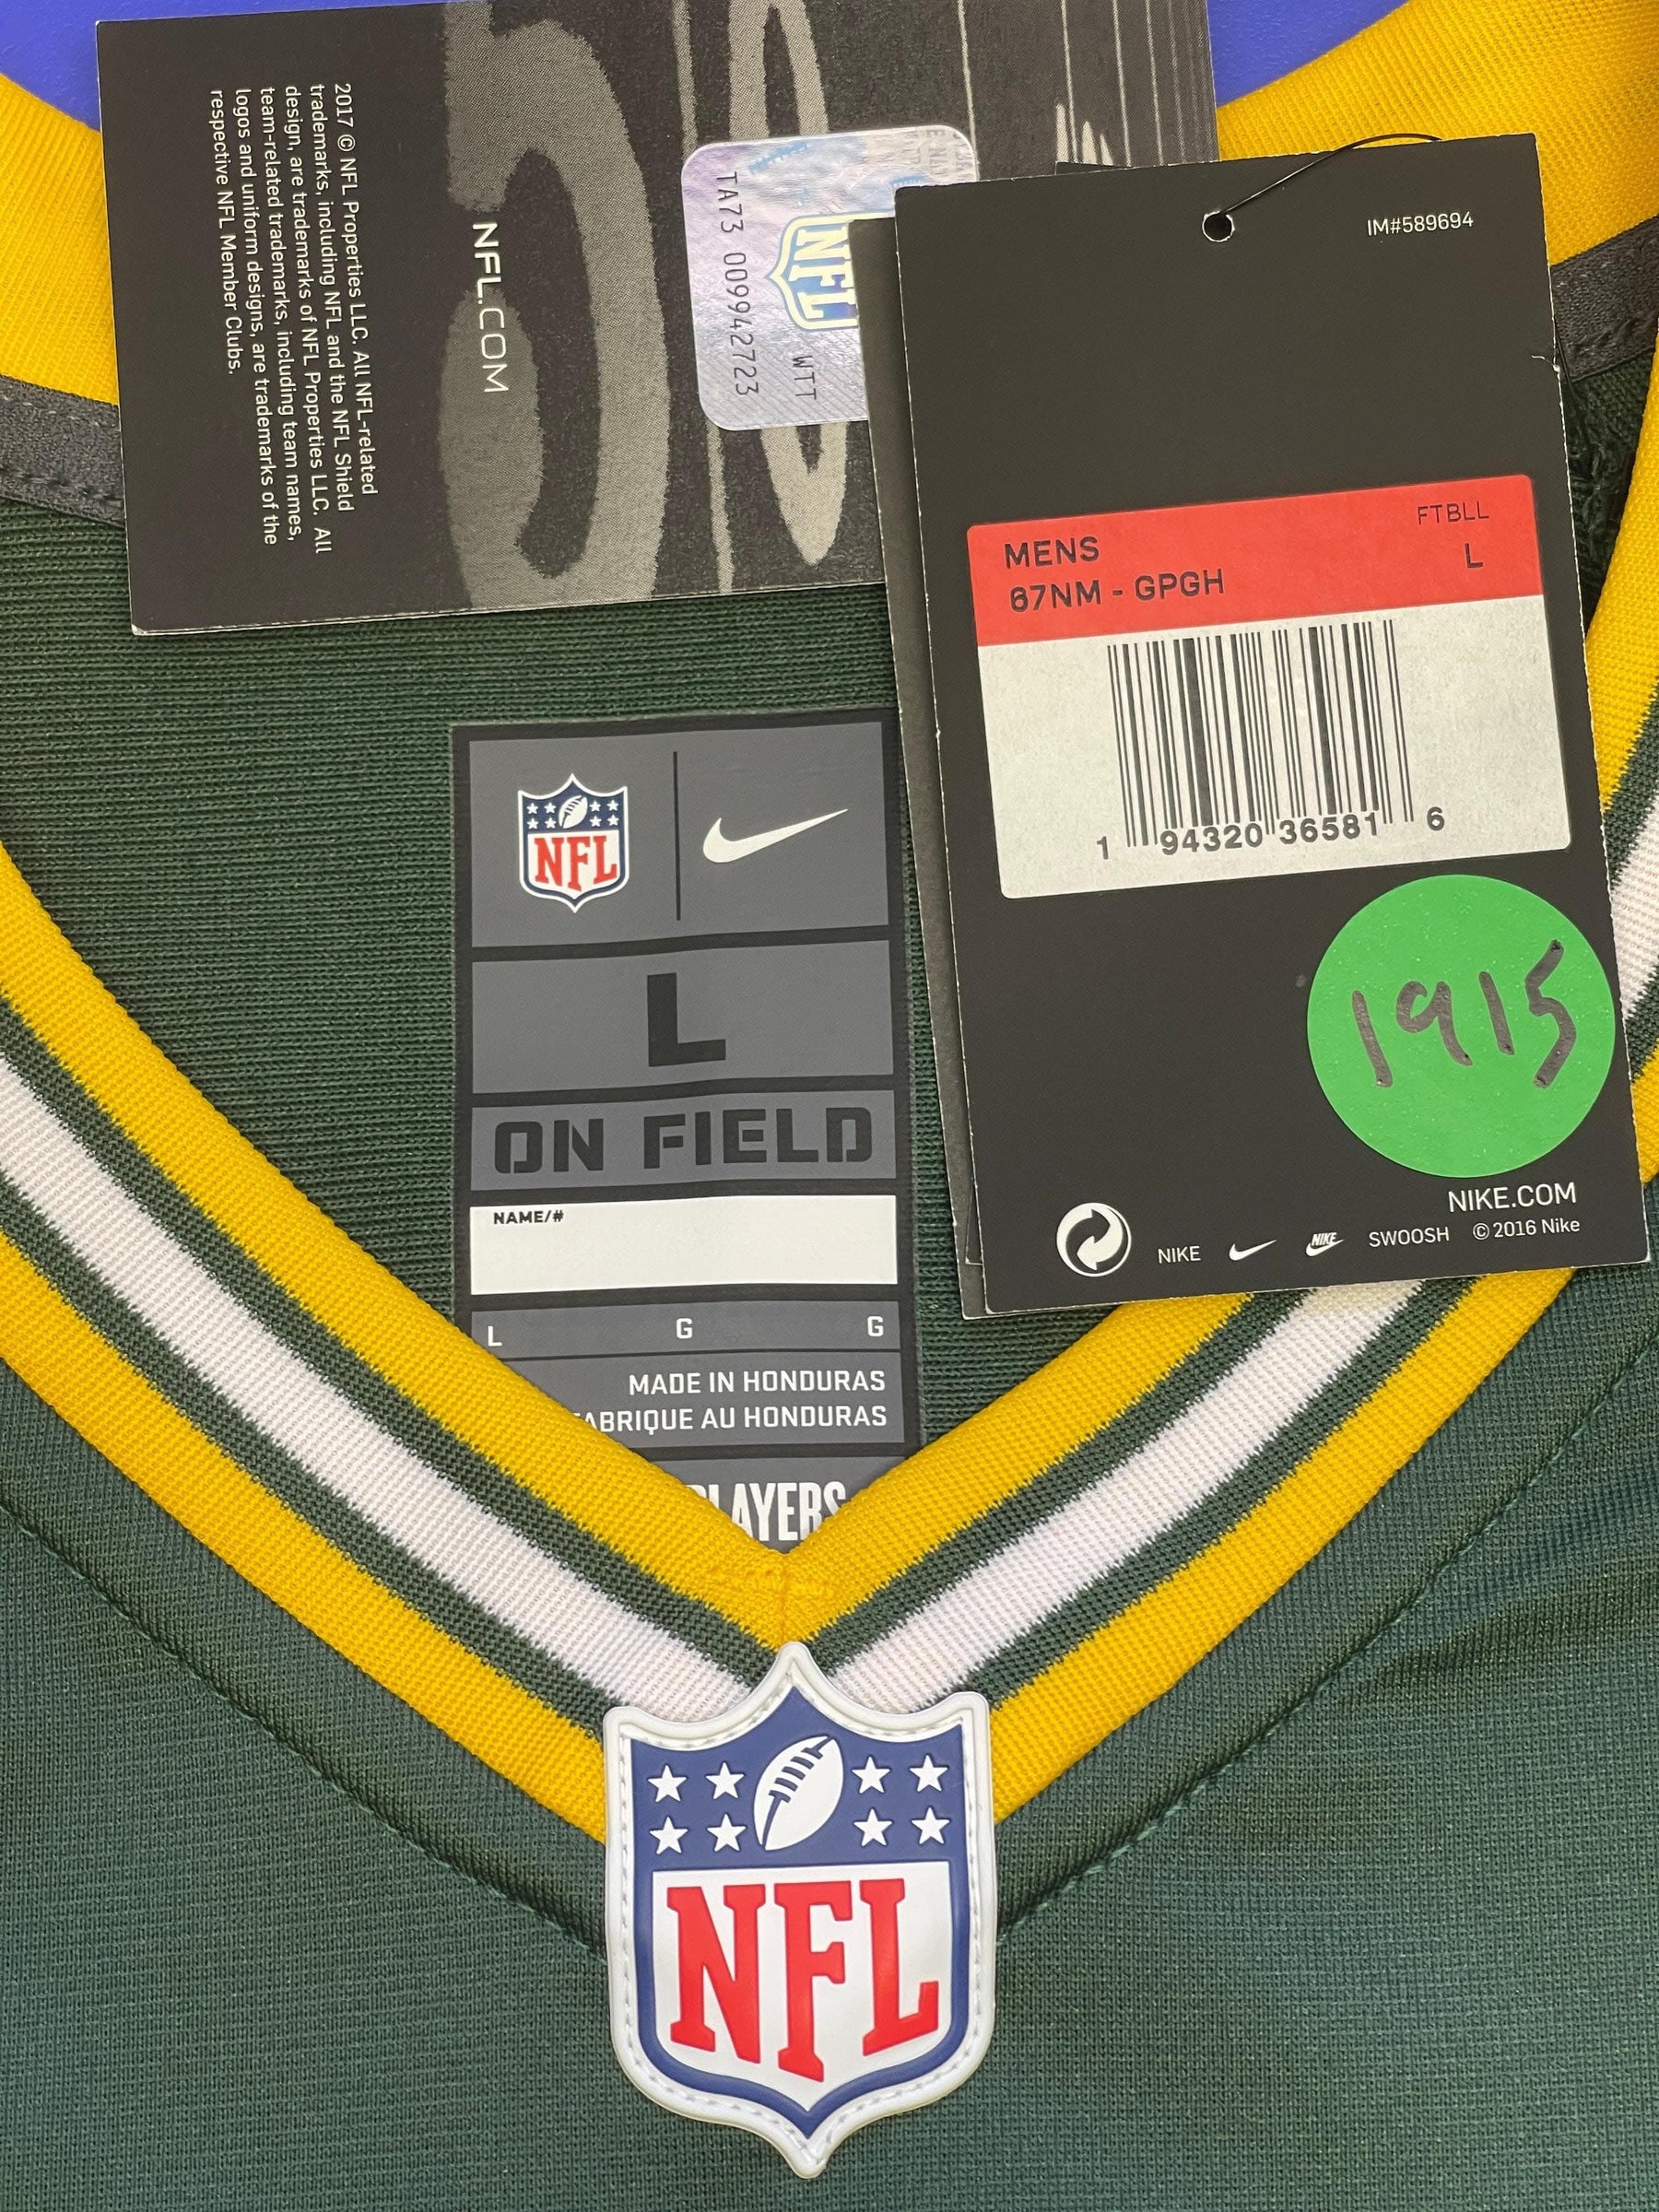 2017 © NFL Properties LLC. All NFL-related
trademarks, including NFL and the NFL Shield
design, are trademarks of NFL Properties LLC. All
team-related trademarks, including team names,
logos and uniform designs, are trademarks of the
respective NFL Member Clubs.
NFL.COM
NFL
WTT
TA73 009942723
IM#589694
FTBLL
MENS L
67NM - GPGH
1 94320 36581 6
1915
NIKE.COM
NIKE NIKE SWOOSH © 2016 Nike
NFL
L
ON FIELD
NAME/#
L G G
MADE IN HONDURAS
FABRIQUE AU HONDURAS
PLAYERS
NFL